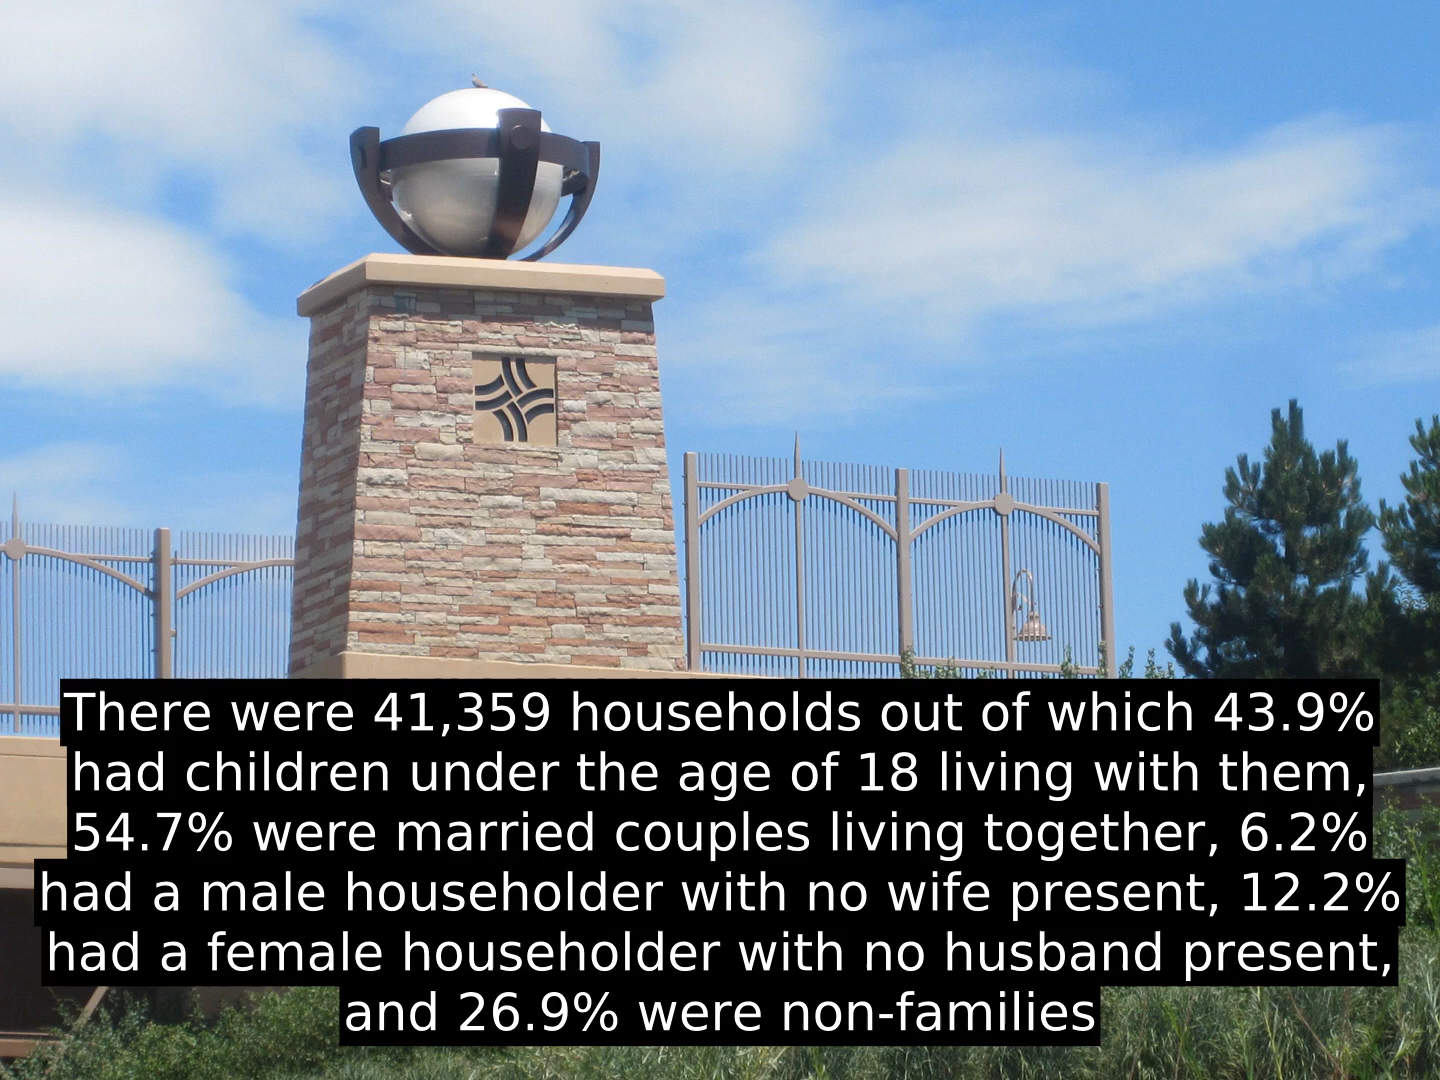 There were 41,359 households out of which 43.9%
had children under the age of 18 living with them,
54.7% were married couples living together, 6.2%
had a male householder with no wife present, 12.2%
had a female householder with no husband present,
and 26.9% were non-families